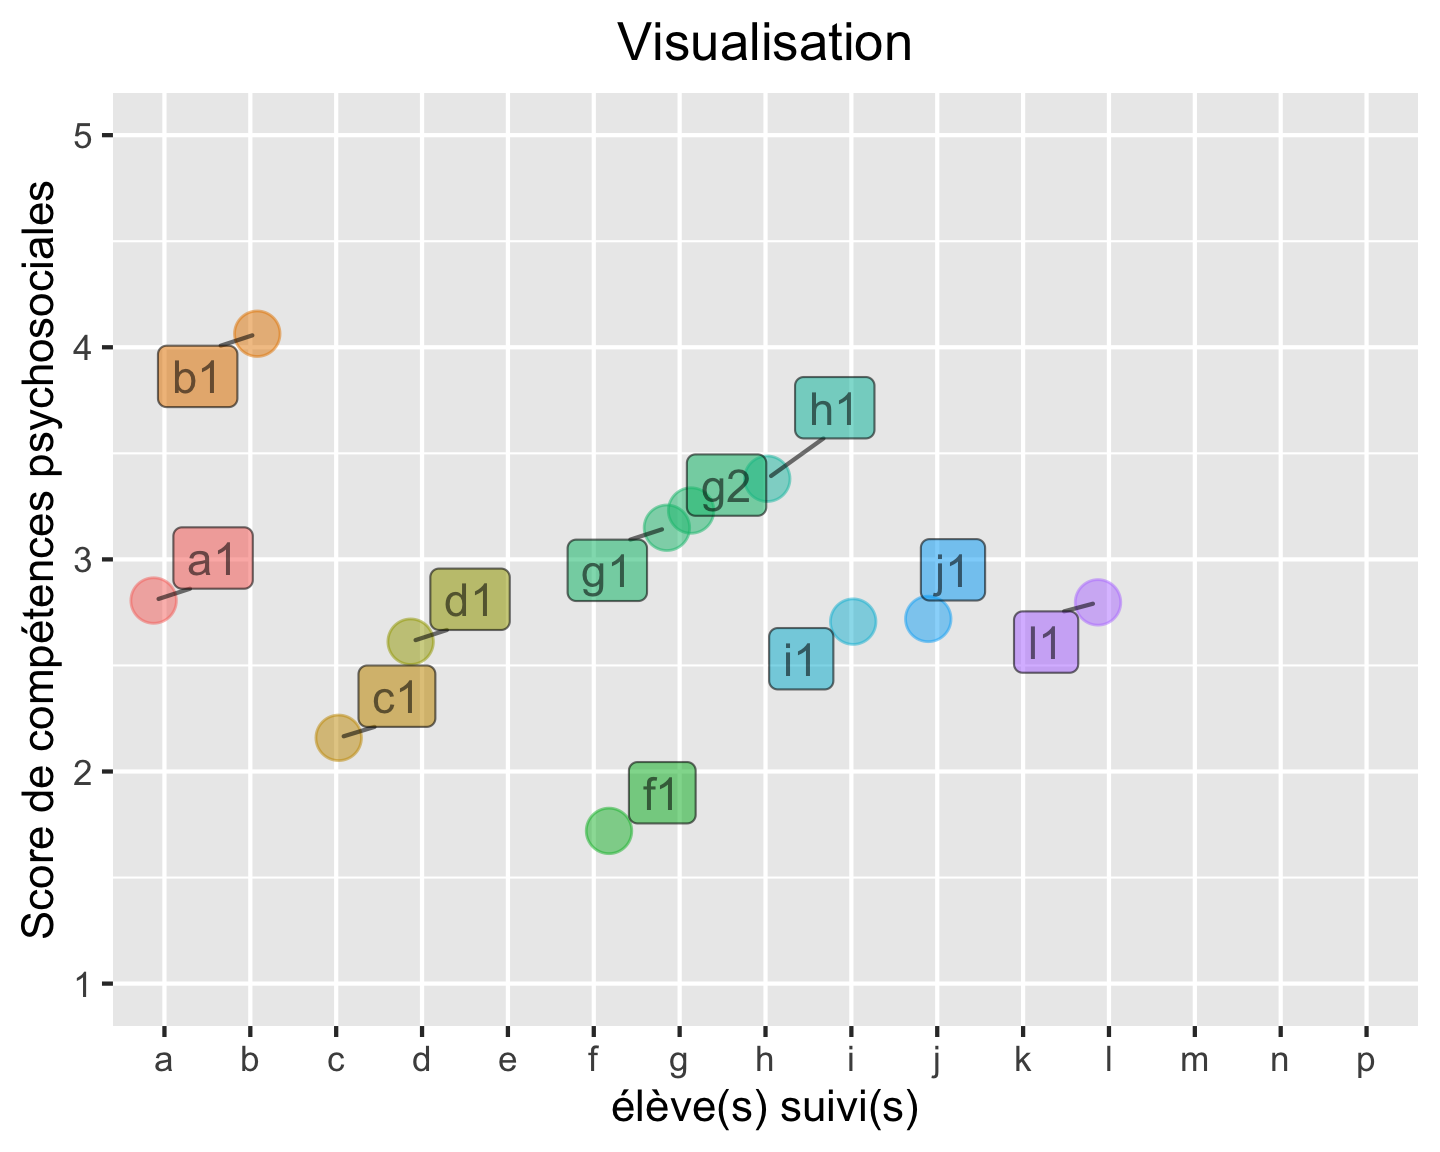 Visualisation
Score de compétences psychosociales
5
4
3
2
1
b1
h1
g2
a1
g1
j1
d1
l1
i1
c1
f1
a b c d e f g h i j k l m n p
élève(s) suivi(s)